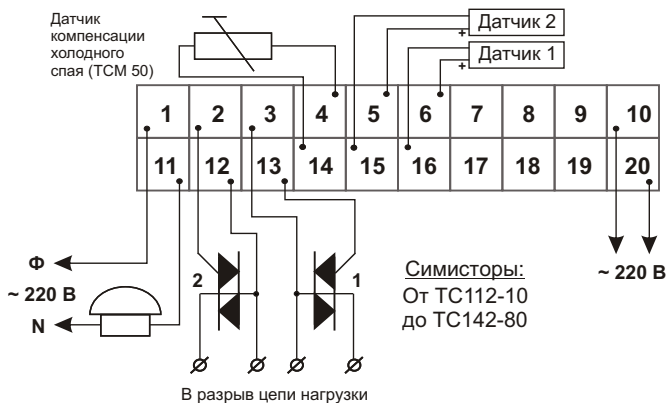 Датчик
компенсации
холодного
спая (ТСМ 50)
Датчик 2
+
Датчик 1
+
1 2 3 4 5 6 7 8 9 10
11 12 13 14 15 16 17 18 19 20
Ф
~ 220 В
N
2
1
Симисторы:
От ТС112-10
до ТС142-80
~ 220 В
В разрыв цепи нагрузки